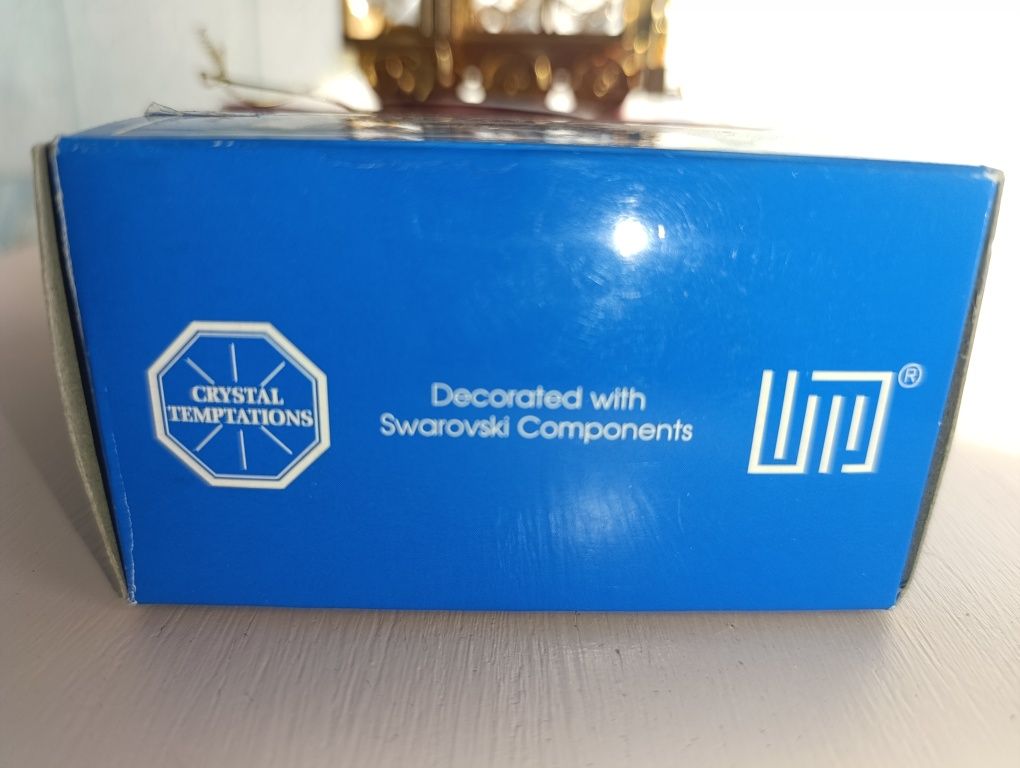 CRYSTAL
TEMPTATIONS
Decorated with
Swarovski Components
®